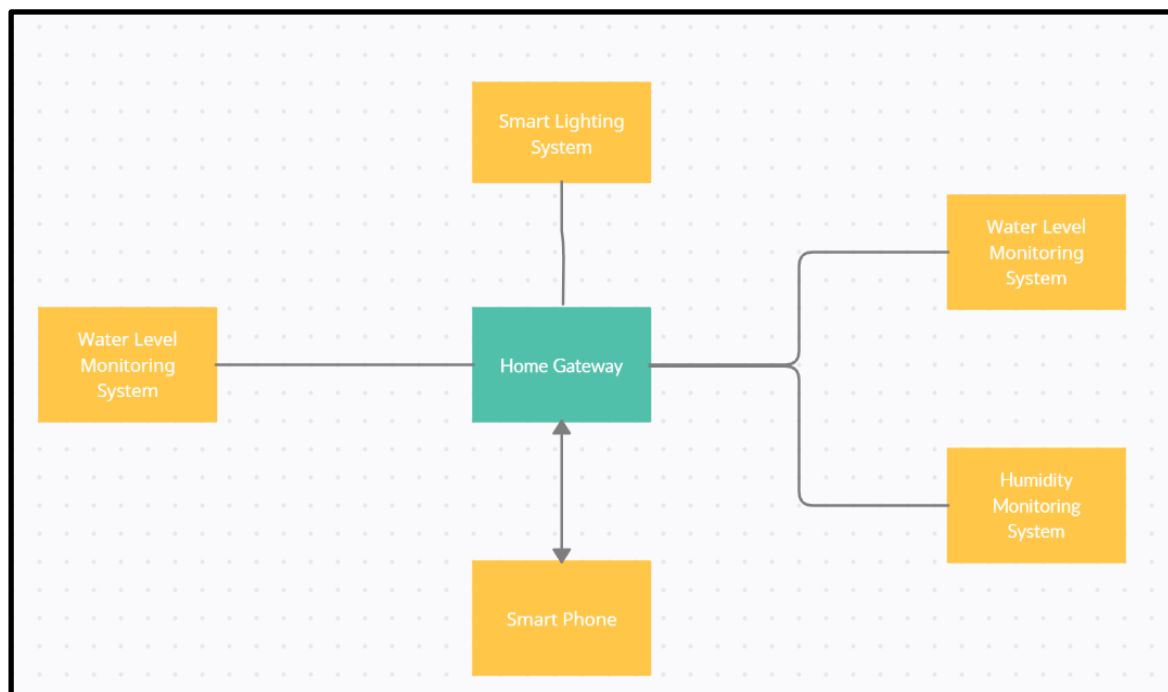 Smart Lighting
System
Water Level
Monitoring
System
Water Level
Monitoring
System
Home Gateway
Humidity
Monitoring
System
Smart Phone